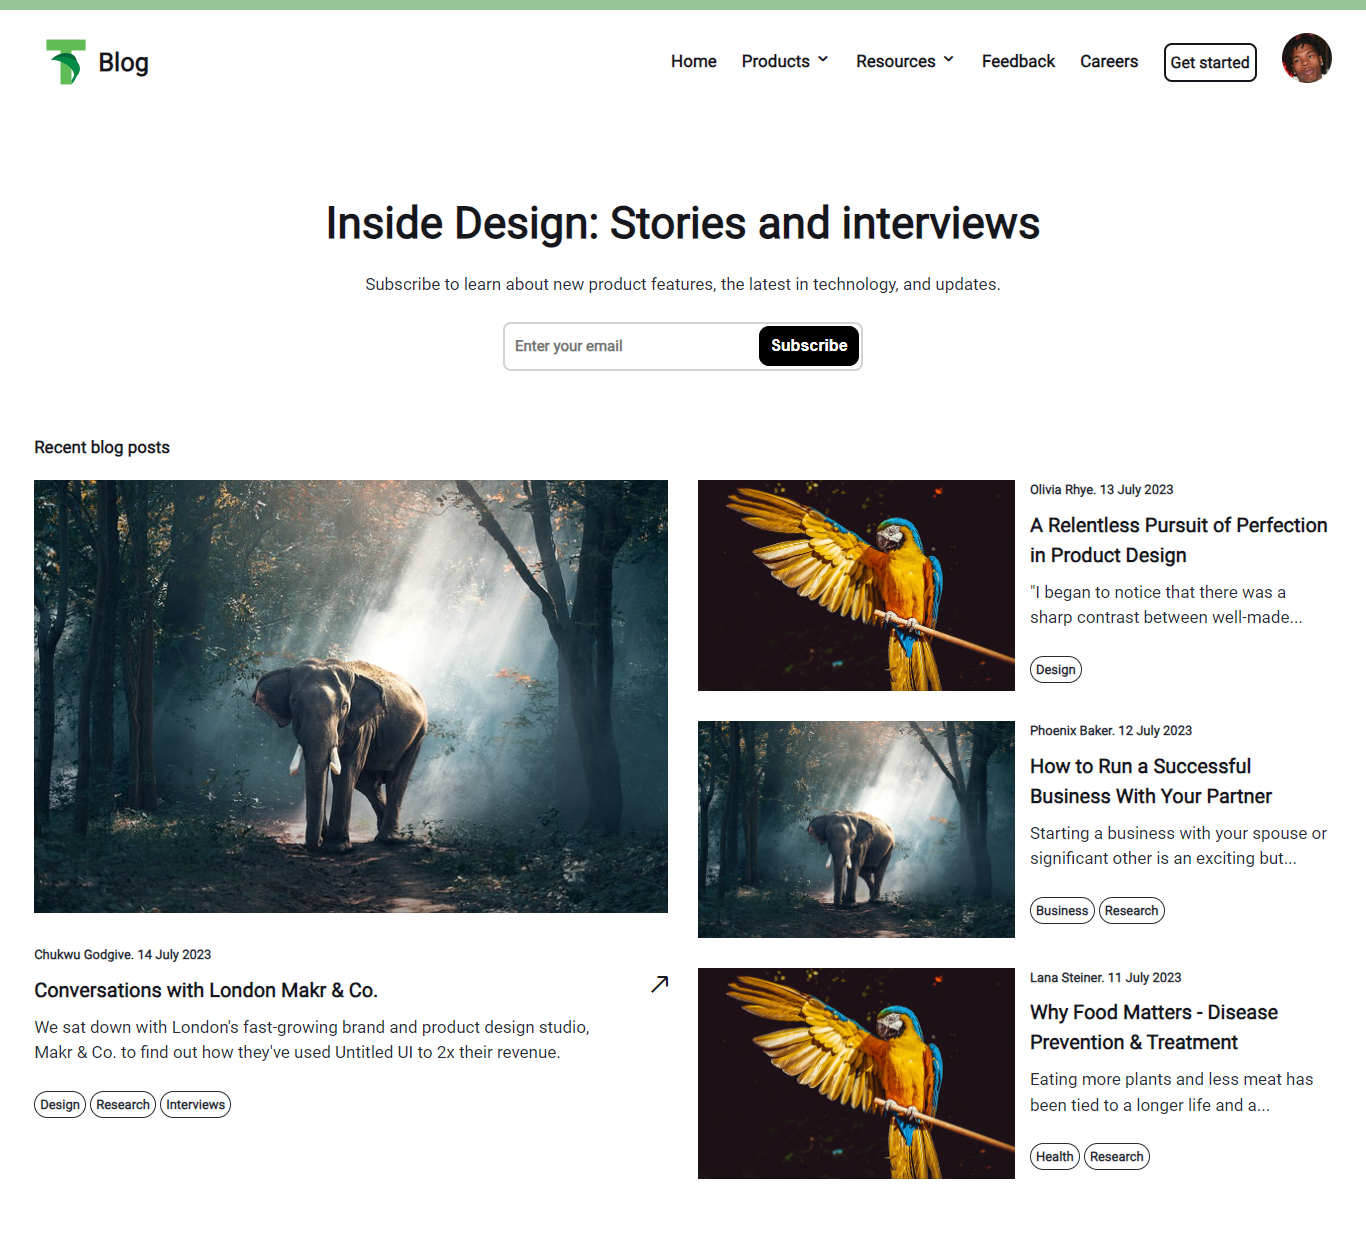 Blog
Home
Products
Resources
Feedback
Careers
Get started
Inside Design: Stories and interviews
Subscribe to learn about new product features, the latest in technology, and updates.
Enter your email
Subscribe
Recent blog posts
Chukwu Godgive. 14 July 2023
Conversations with London Makr & Co.
We sat down with London's fast-growing brand and product design studio,
Makr & Co. to find out how they've used Untitled UI to 2x their revenue.
Design
Research
Interviews
Olivia Rhye. 13 July 2023
A Relentless Pursuit of Perfection
in Product Design
"I began to notice that there was a
sharp contrast between well-made...
Design
Phoenix Baker. 12 July 2023
How to Run a Successful
Business With Your Partner
Starting a business with your spouse or
significant other is an exciting but...
Business
Research
Lana Steiner. 11 July 2023
Why Food Matters - Disease
Prevention & Treatment
Eating more plants and less meat has
been tied to a longer life and a...
Health
Research